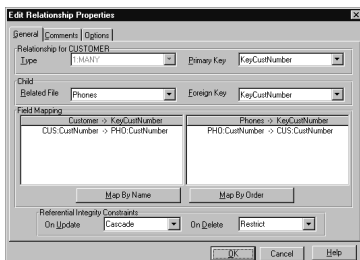 Edit Relationship Properties
General Comments Options
Relationship for CUSTOMER
Type 1:MANY Primary Key KeyCustNumber
Child
Related File Phones Foreign Key KeyCustNumber
Field Mapping
Customer -> KeyCustNumber Phones -> KeyCustNumber
CUS:CustNumber -> PHO:CustNumber PHO:CustNumber -> CUS:CustNumber
Map By Name Map By Order
Referential Integrity Constraints
On Update Cascade On Delete Restrict
OK Cancel Help